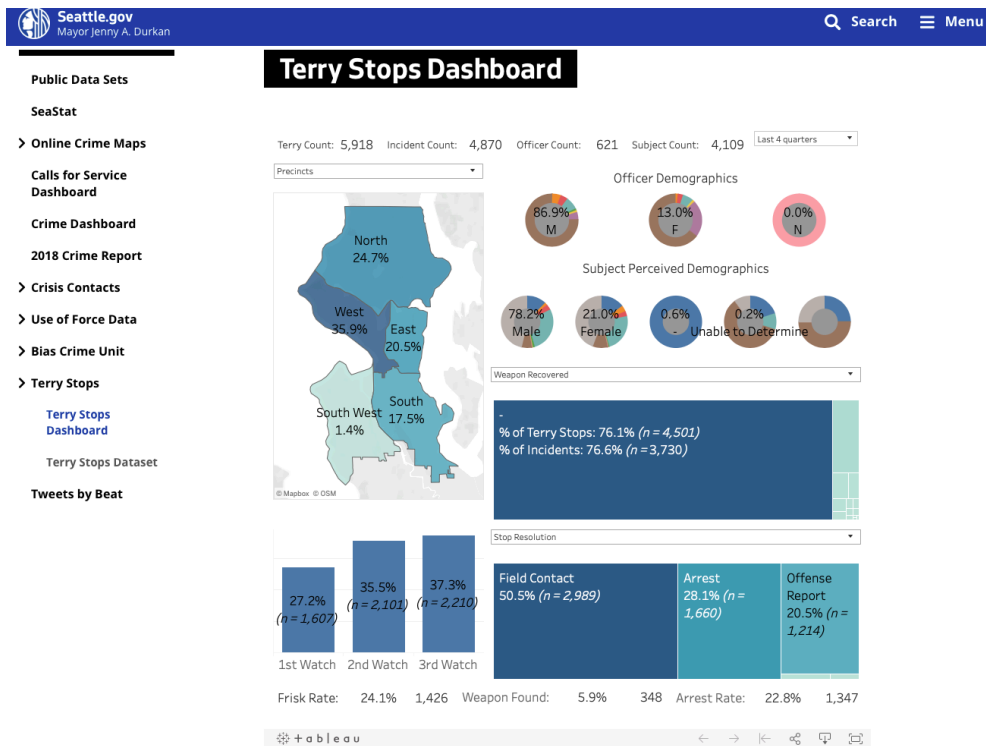 Seattle.gov
Mayor Jenny A. Durkan
Search
Menu
Public Data Sets
SeaStat
Online Crime Maps
Calls for Service
Dashboard
Crime Dashboard
2018 Crime Report
Crisis Contacts
Use of Force Data
Bias Crime Unit
Terry Stops
Terry Stops
Dashboard
Terry Stops Dataset
Tweets by Beat
Terry Stops Dashboard
Terry Count: 5,918 Incident Count: 4,870 Officer Count: 621 Subject Count: 4,109
Last 4 quarters
Precincts
North
24.7%
West
35.9%
East
20.5%
South
17.5%
South West
1.4%
© Mapbox © OSM
Officer Demographics
86.9%
M
13.0%
F
0.0%
N
Subject Perceived Demographics
78.2%
Male
21.0%
Female
0.6%
-
0.2%
Unable to Determine
Weapon Recovered
-
% of Terry Stops: 76.1% (n = 4,501)
% of Incidents: 76.6% (n = 3,730)
27.2%
(n = 1,607)
35.5%
(n = 2,101)
37.3%
(n = 2,210)
1st Watch 2nd Watch 3rd Watch
Stop Resolution
Field Contact
50.5% (n = 2,989)
Arrest
28.1% (n =
1,660)
Offense
Report
20.5% (n =
1,214)
Frisk Rate: 24.1% 1,426 Weapon Found: 5.9% 348 Arrest Rate: 22.8% 1,347
+ableau